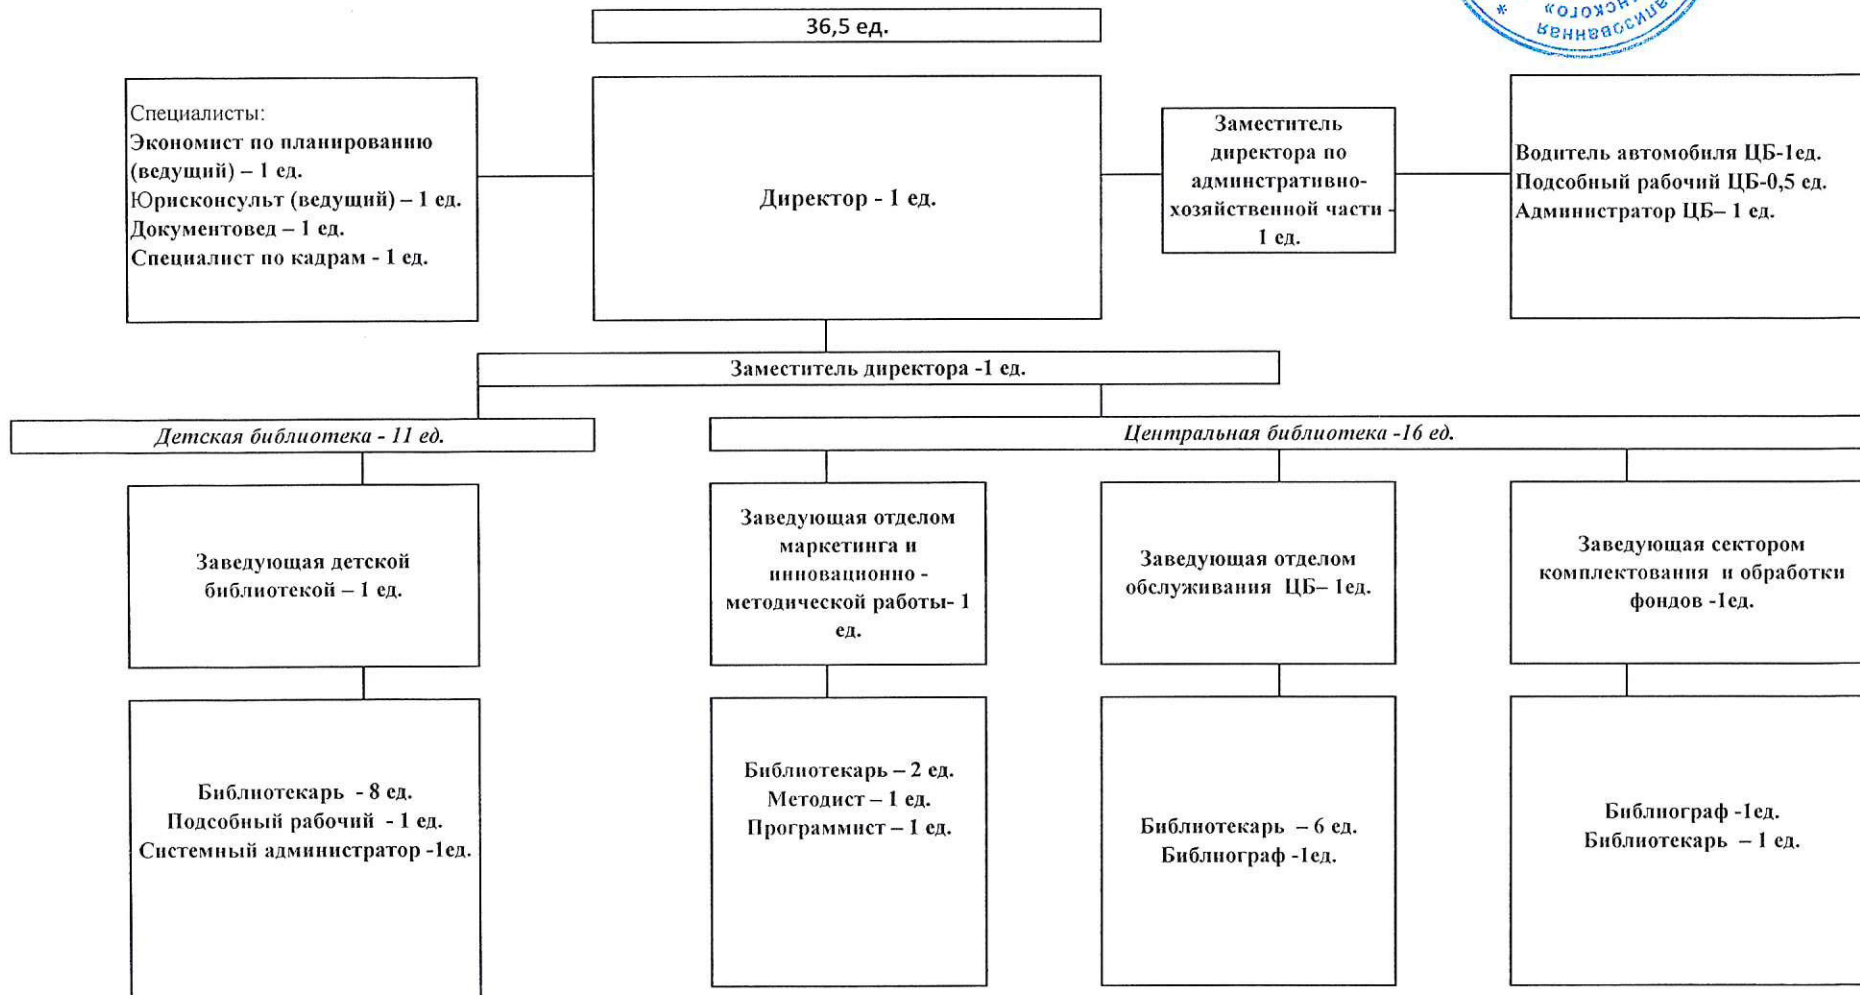 36,5 ед.
Специалисты:
Экономист по планированию
(ведущий) – 1 ед.
Юрисконсульт (ведущий) – 1 ед.
Документовед – 1 ед.
Специалист по кадрам - 1 ед.
Директор - 1 ед.
Заместитель
директора по
админстративно-
хозяйственной части -
1 ед.
Водитель автомобиля ЦБ-1ед.
Подсобный рабочий ЦБ-0,5 ед.
Администратор ЦБ– 1 ед.
Заместитель директора -1 ед.
Детская библиотека - 11 ед.
Центральная библиотека -16 ед.
Заведующая детской
библиотекой – 1 ед.
Заведующая отделом
маркетинга и
инновационно -
методической работы- 1
ед.
Заведующая отделом
обслуживания ЦБ– 1ед.
Заведующая сектором
комплектования и обработки
фондов -1ед.
Библиотекарь - 8 ед.
Подсобный рабочий - 1 ед.
Системный администратор -1ед.
Библиотекарь – 2 ед.
Методист – 1 ед.
Программист – 1 ед.
Библиотекарь – 6 ед.
Библиограф -1ед.
Библиограф -1ед.
Библиотекарь – 1 ед.